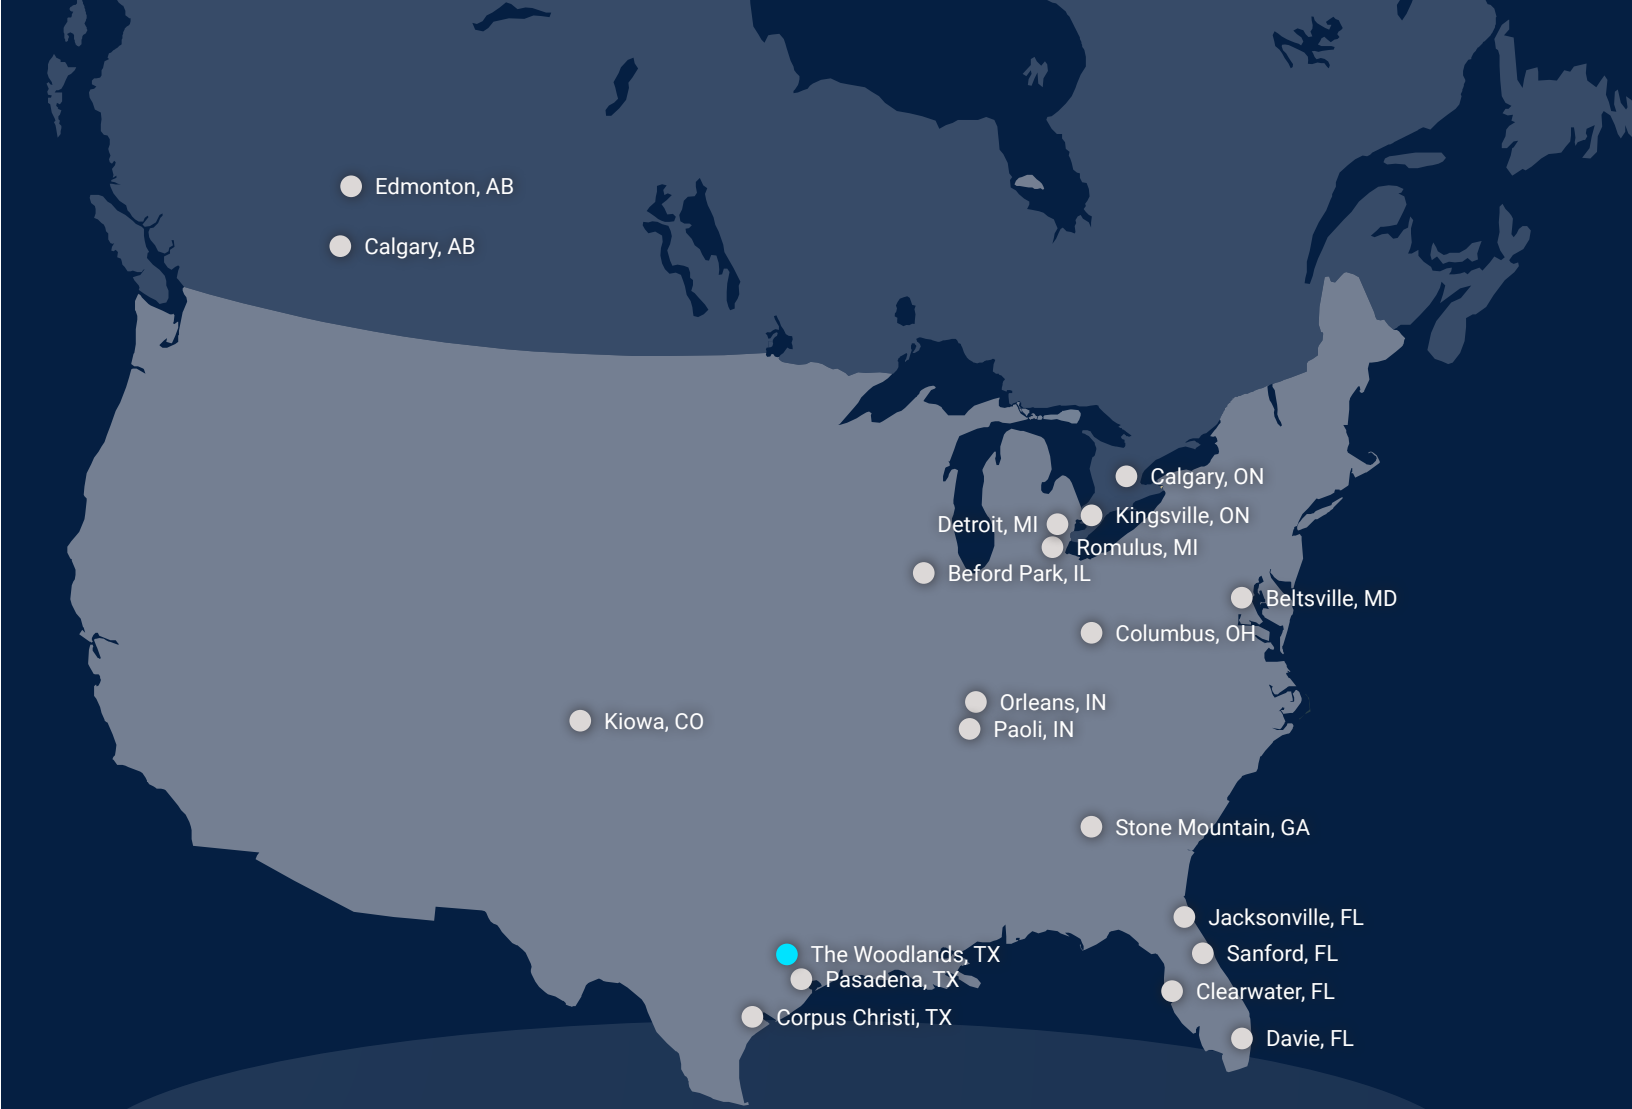 Edmonton, AB
Calgary, AB
Calgary, ON
Kingsville, ON
Detroit, MI
Romulus, MI
Beford Park, IL
Beltsville, MD
Columbus, OH
Orleans, IN
Kiowa, CO
Paoli, IN
Stone Mountain, GA
Jacksonville, FL
The Woodlands, TX
Sanford, FL
Pasadena, TX
Clearwater, FL
Corpus Christi, TX
Davie, FL